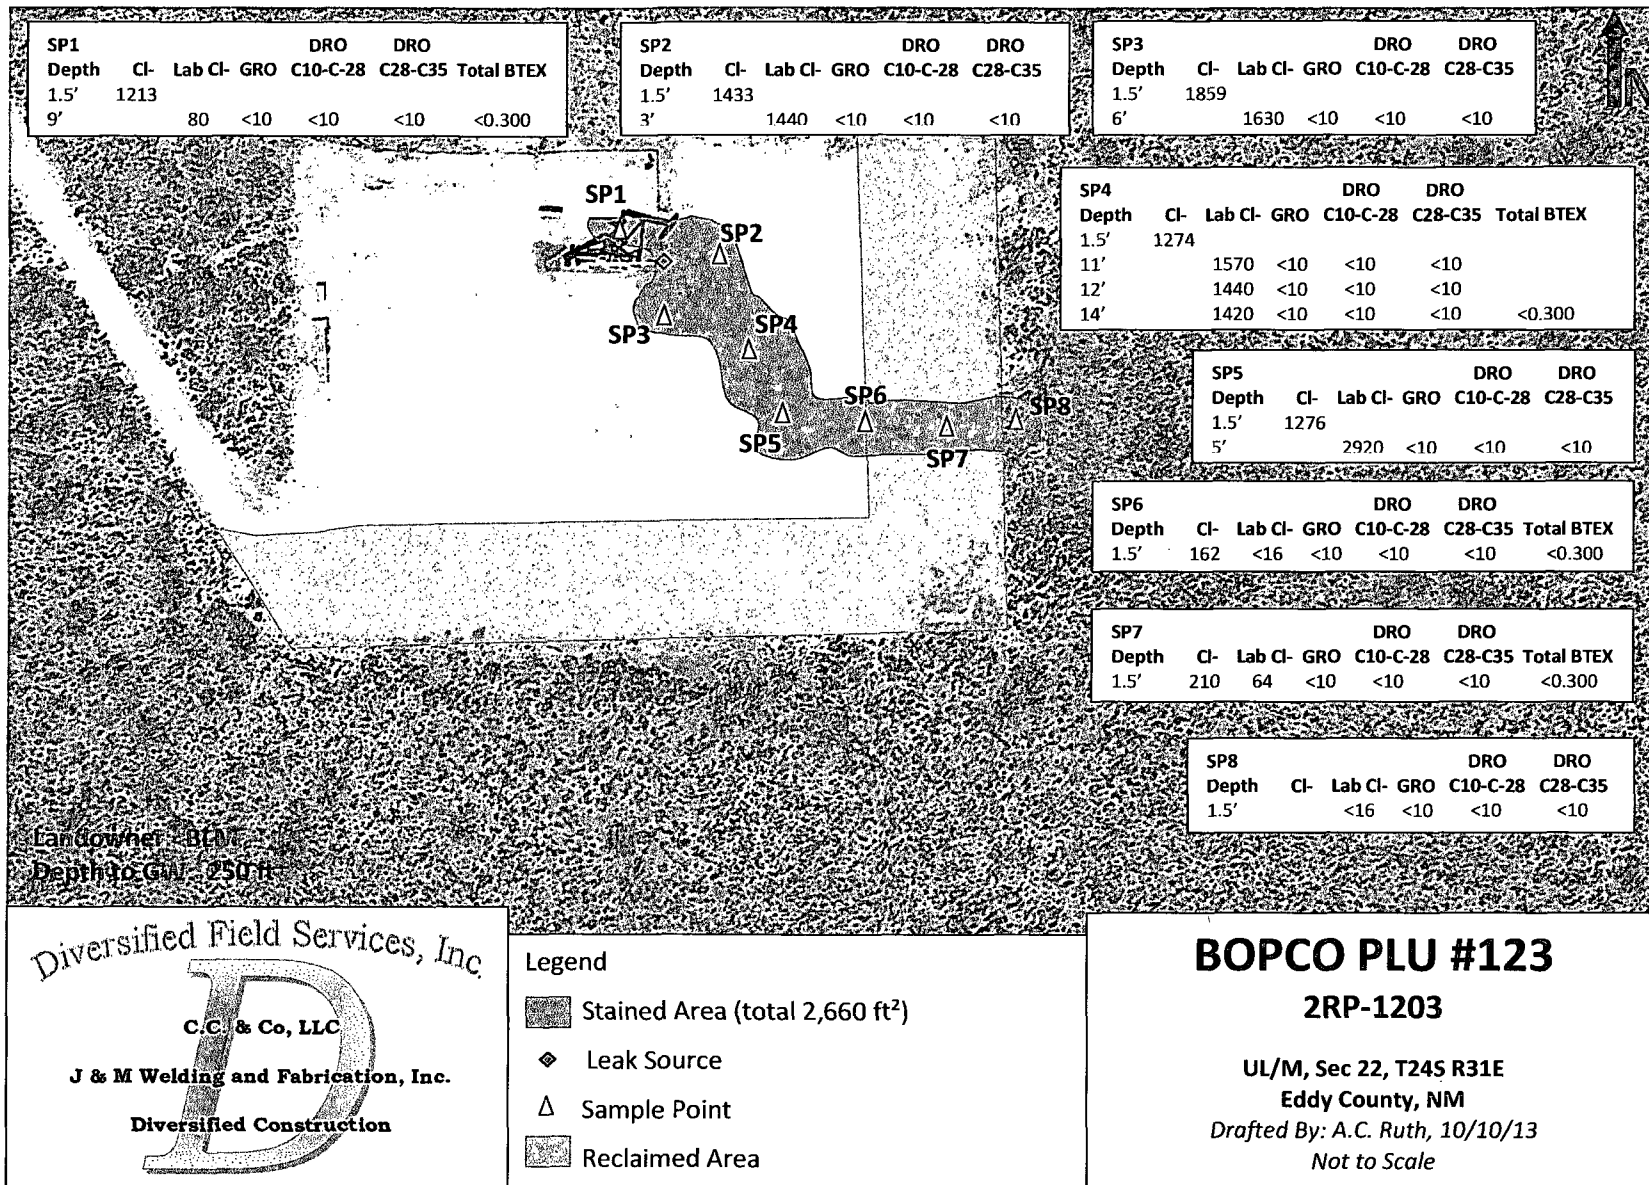 SP1 DRO DRO
Depth Cl- Lab Cl- GRO C10-C-28 C28-C35 Total BTEX
1.5' 1213
9' 80 <10 <10 <10 <0.300
SP2 DRO DRO
Depth Cl- Lab Cl- GRO C10-C-28 C28-C35
1.5' 1433
3' 1440 <10 <10 <10
SP3 DRO DRO
Depth Cl- Lab Cl- GRO C10-C-28 C28-C35
1.5' 1859
6' 1630 <10 <10 <10
N
SP4 DRO DRO
Depth Cl- Lab Cl- GRO C10-C-28 C28-C35 Total BTEX
1.5' 1274
11' 1570 <10 <10 <10
12' 1440 <10 <10 <10
14' 1420 <10 <10 <10 <0.300
SP5 DRO DRO
Depth Cl- Lab Cl- GRO C10-C-28 C28-C35
1.5' 1276
5' 2920 <10 <10 <10
SP6 DRO DRO
Depth Cl- Lab Cl- GRO C10-C-28 C28-C35 Total BTEX
1.5' 162 <16 <10 <10 <10 <0.300
SP7 DRO DRO
Depth Cl- Lab Cl- GRO C10-C-28 C28-C35 Total BTEX
1.5' 210 64 <10 <10 <10 <0.300
SP8 DRO DRO
Depth Cl- Lab Cl- GRO C10-C-28 C28-C35
1.5' <16 <10 <10 <10
SP1
SP2
SP3
SP4
SP5
SP6
SP7
SP8
Landowner - BLM
Depth to GW - 250 ft
Diversified Field Services, Inc.
D
C.C. & Co, LLC
J & M Welding and Fabrication, Inc.
Diversified Construction
Legend
Stained Area (total 2,660 ft²)
Leak Source
Sample Point
Reclaimed Area
BOPCO PLU #123
2RP-1203
UL/M, Sec 22, T24S R31E
Eddy County, NM
Drafted By: A.C. Ruth, 10/10/13
Not to Scale